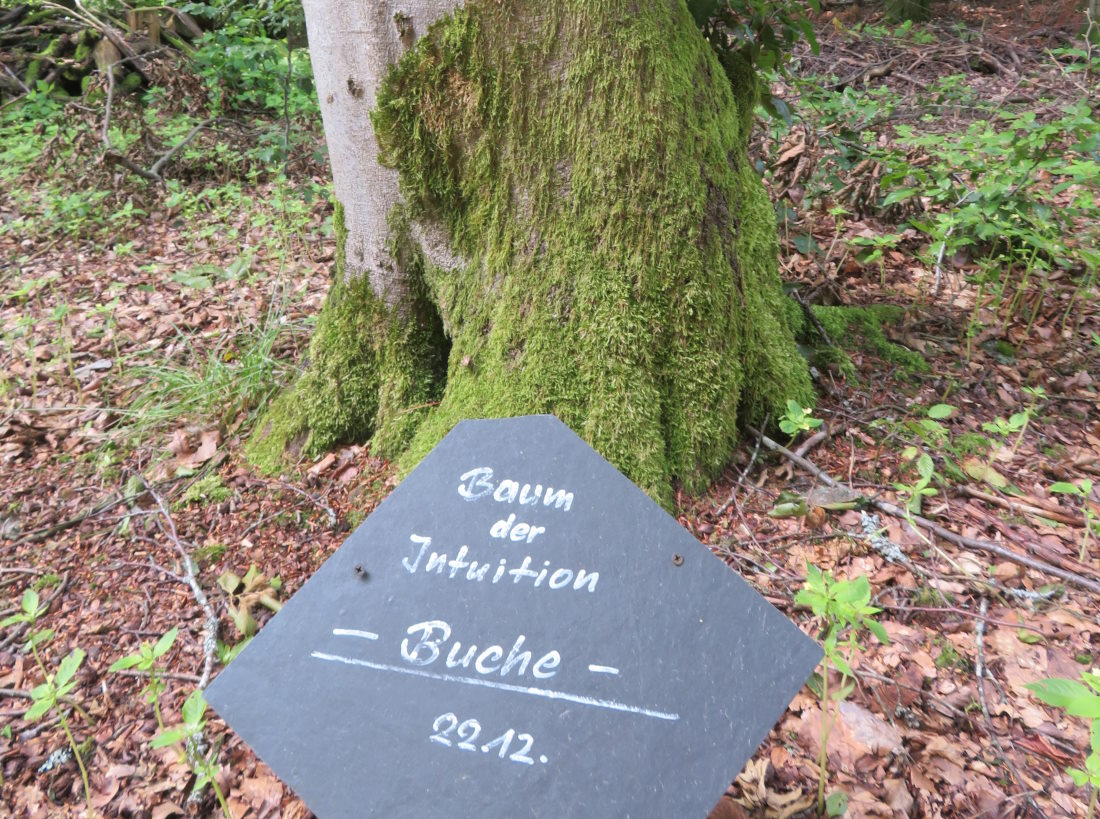 Baum
der
Intuition
- Buche -
22.12.